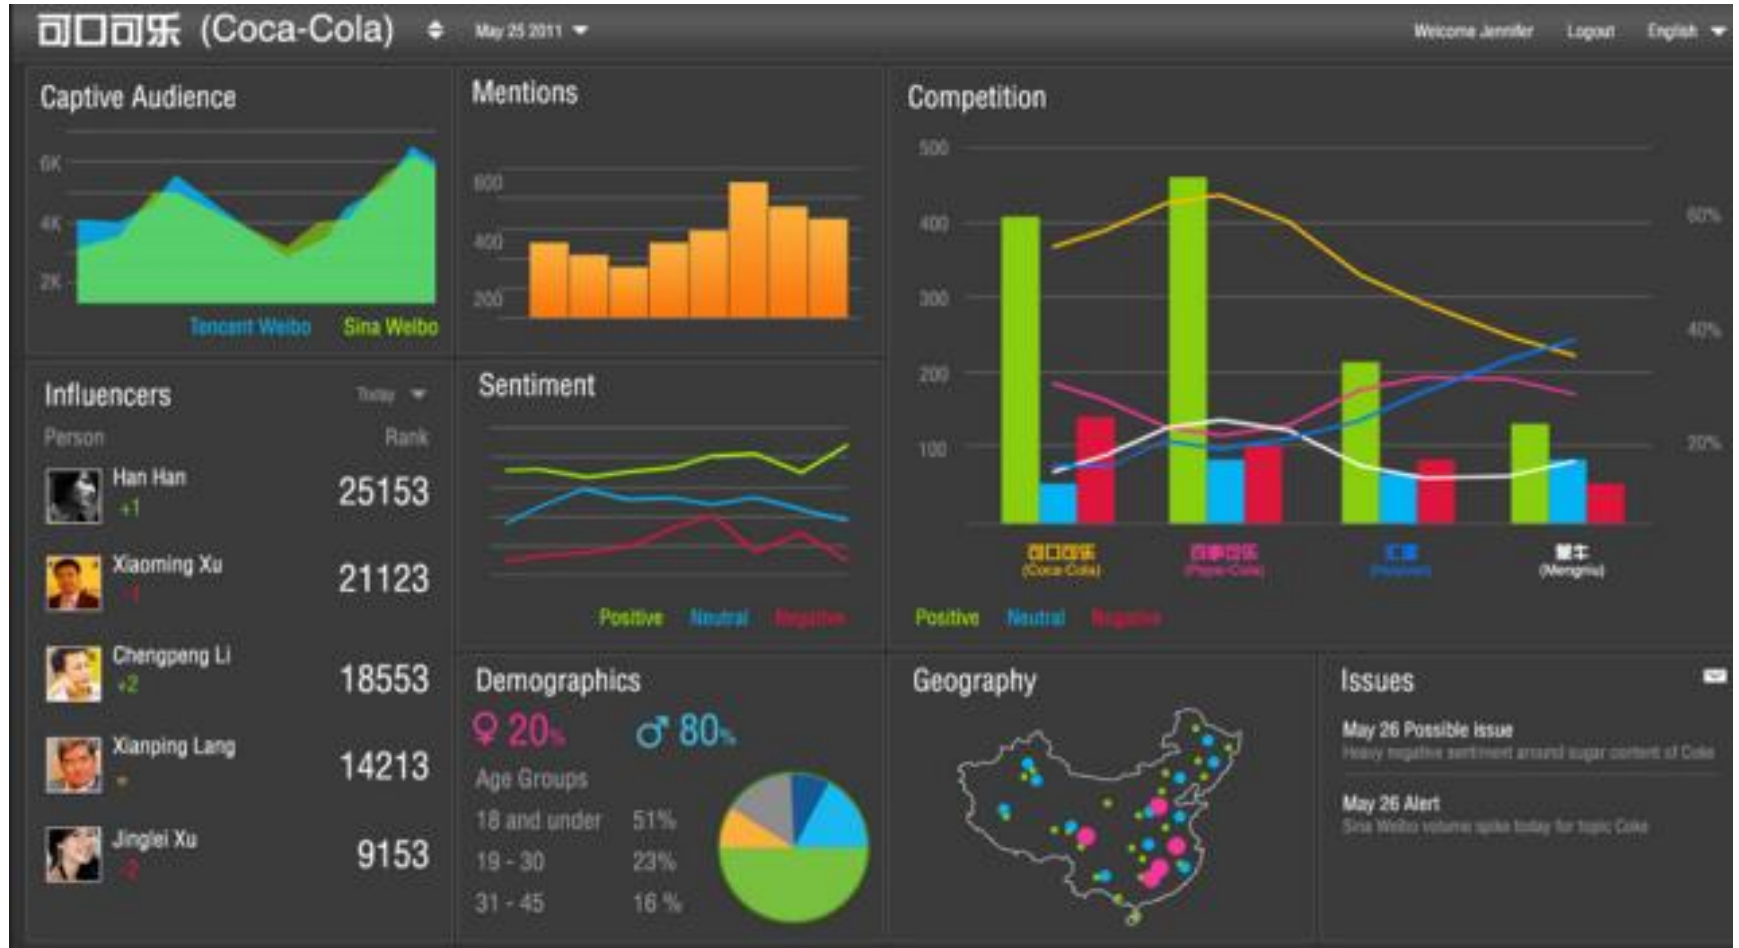 可口可乐 (Coca-Cola)
May 25 2011
Welcome Jennifer
Logout
English
Captive Audience
6K
4K
2K
Tencent Weibo
Sina Weibo
Mentions
600
400
200
Competition
500
400
300
200
100
60%
40%
20%
可口可乐
(Coca-Cola)
百事可乐
(Pepsi-Cola)
汇源
蒙牛
(Mengniu)
Positive
Neutral
Negative
Influencers
Today
Person
Rank
Han Han
+1
25153
Xiaoming Xu
-1
21123
Chengpeng Li
+2
18553
Xianping Lang
14213
Jinglei Xu
-2
9153
Sentiment
Positive
Neutral
Negative
Demographics
♀ 20%
♂ 80%
Age Groups
18 and under 51%
19 - 30 23%
31 - 45 16 %
Geography
Issues
May 26 Possible issue
Heavy negative sentiment around sugar content of Coke
May 26 Alert
Sina Weibo volume spike today for topic Coke